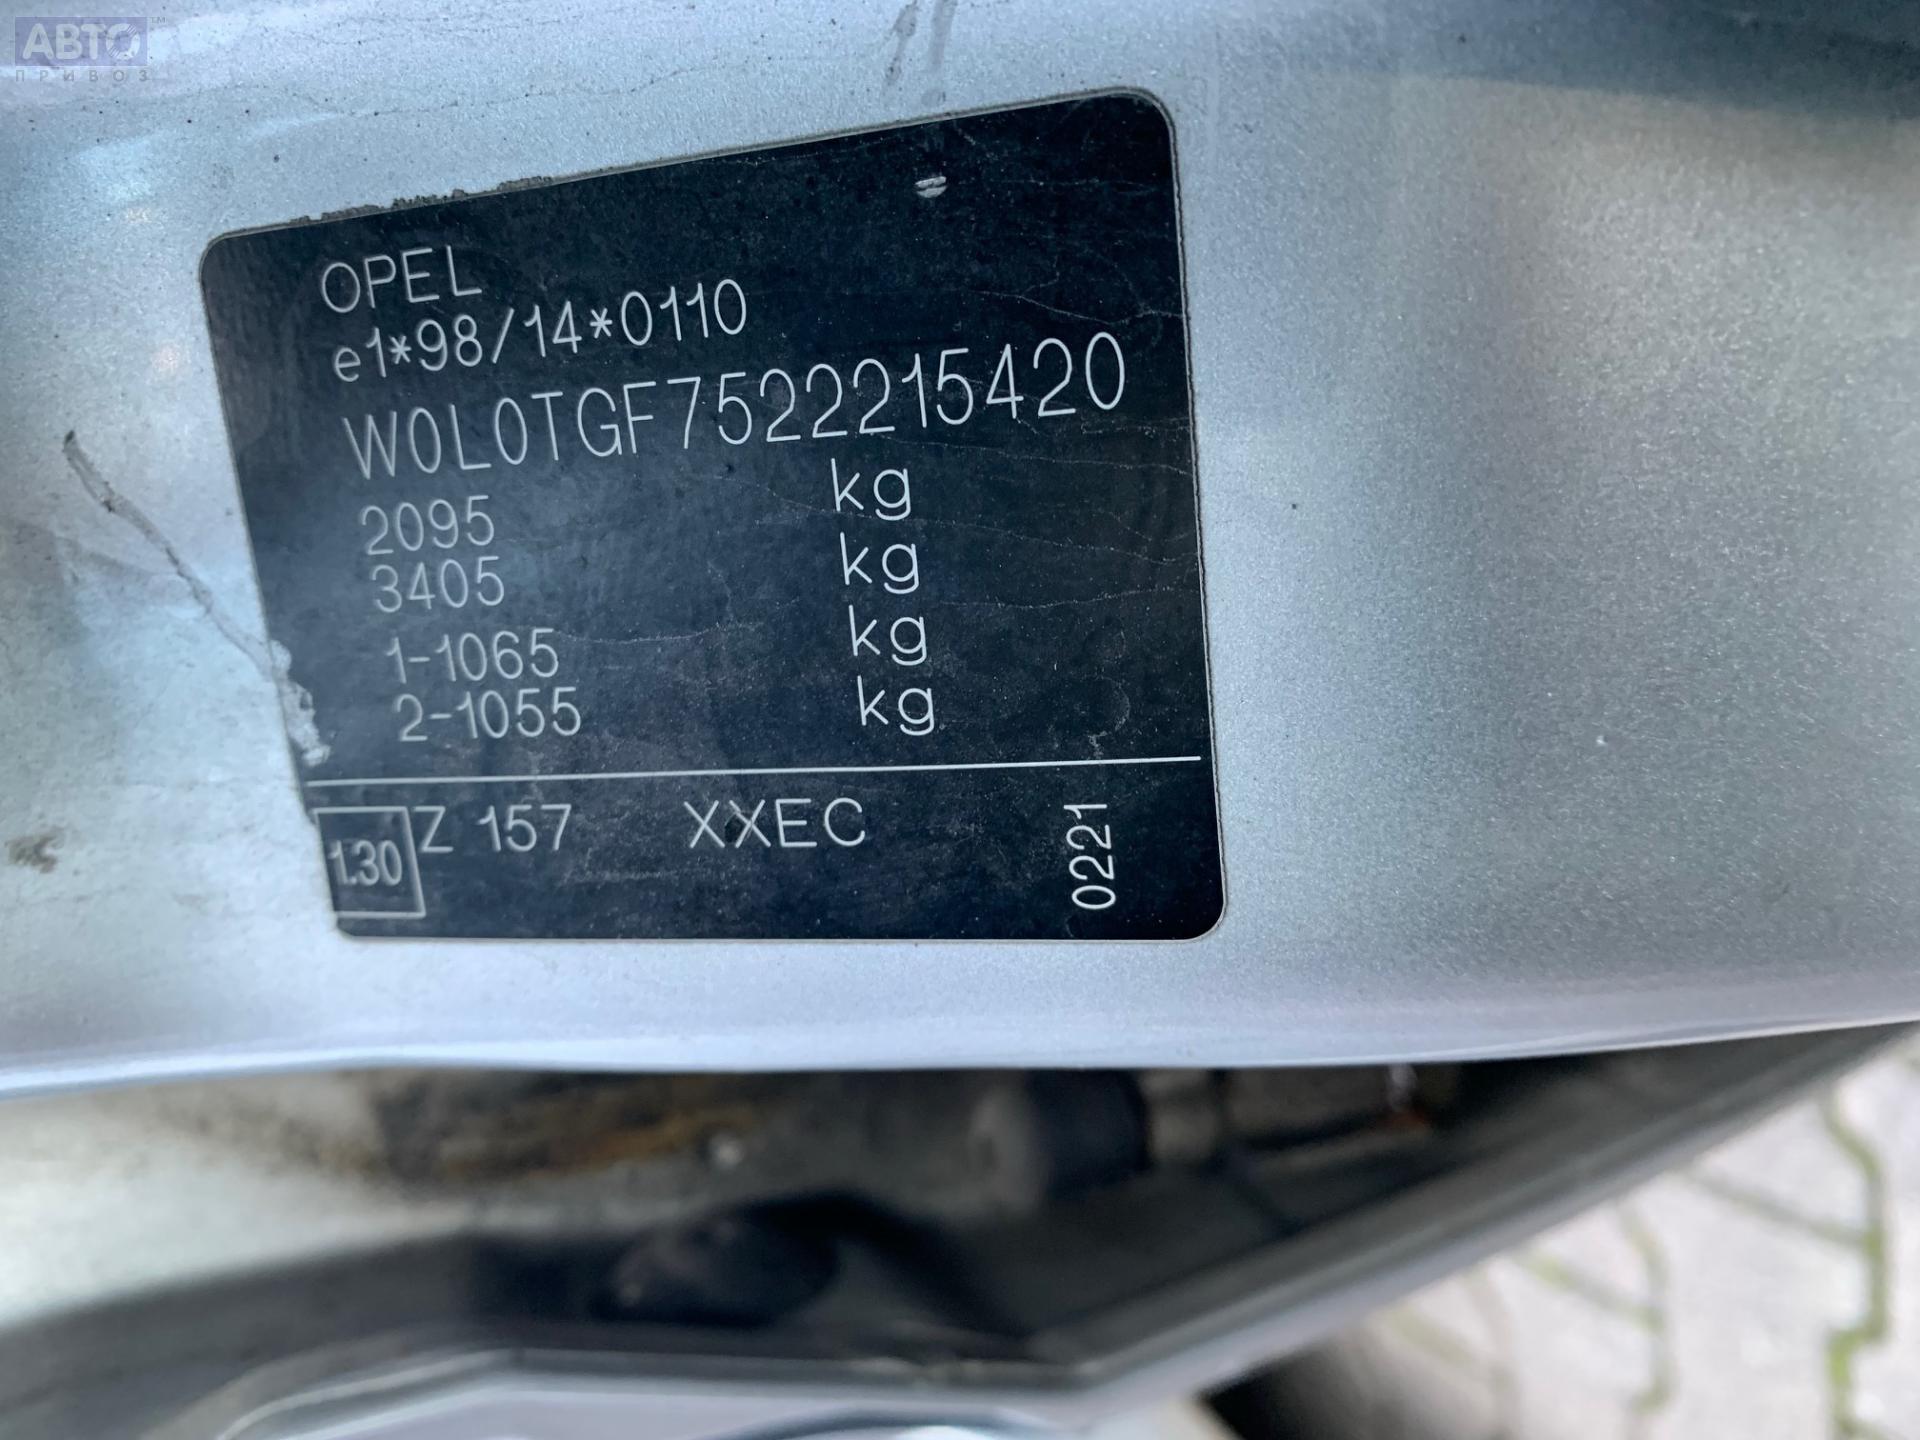 АВТО™
ПРИВОЗ
OPEL
e1*98/14*0110
W0L0TGF7522215420
2095 kg
3405 kg
1-1065 kg
2-1055 kg
1.30 Z 157 XXEC 0221